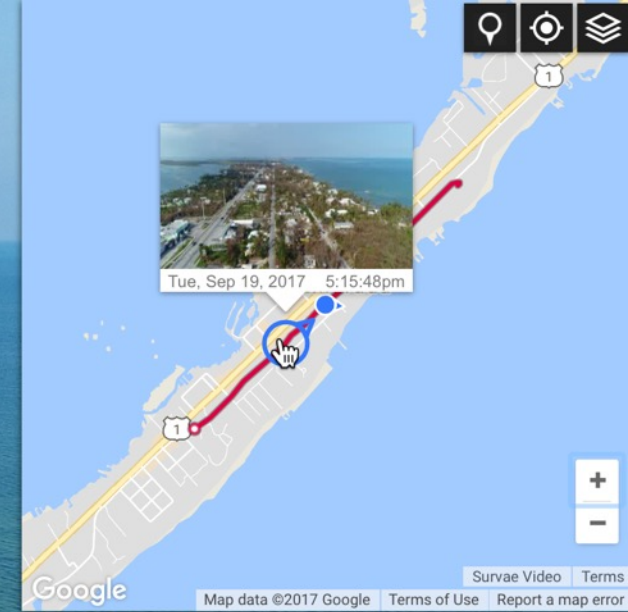 1
Tue, Sep 19, 2017 5:15:48pm
1
+
−
Survae Video Terms
Google
Map data ©2017 Google Terms of Use Report a map error